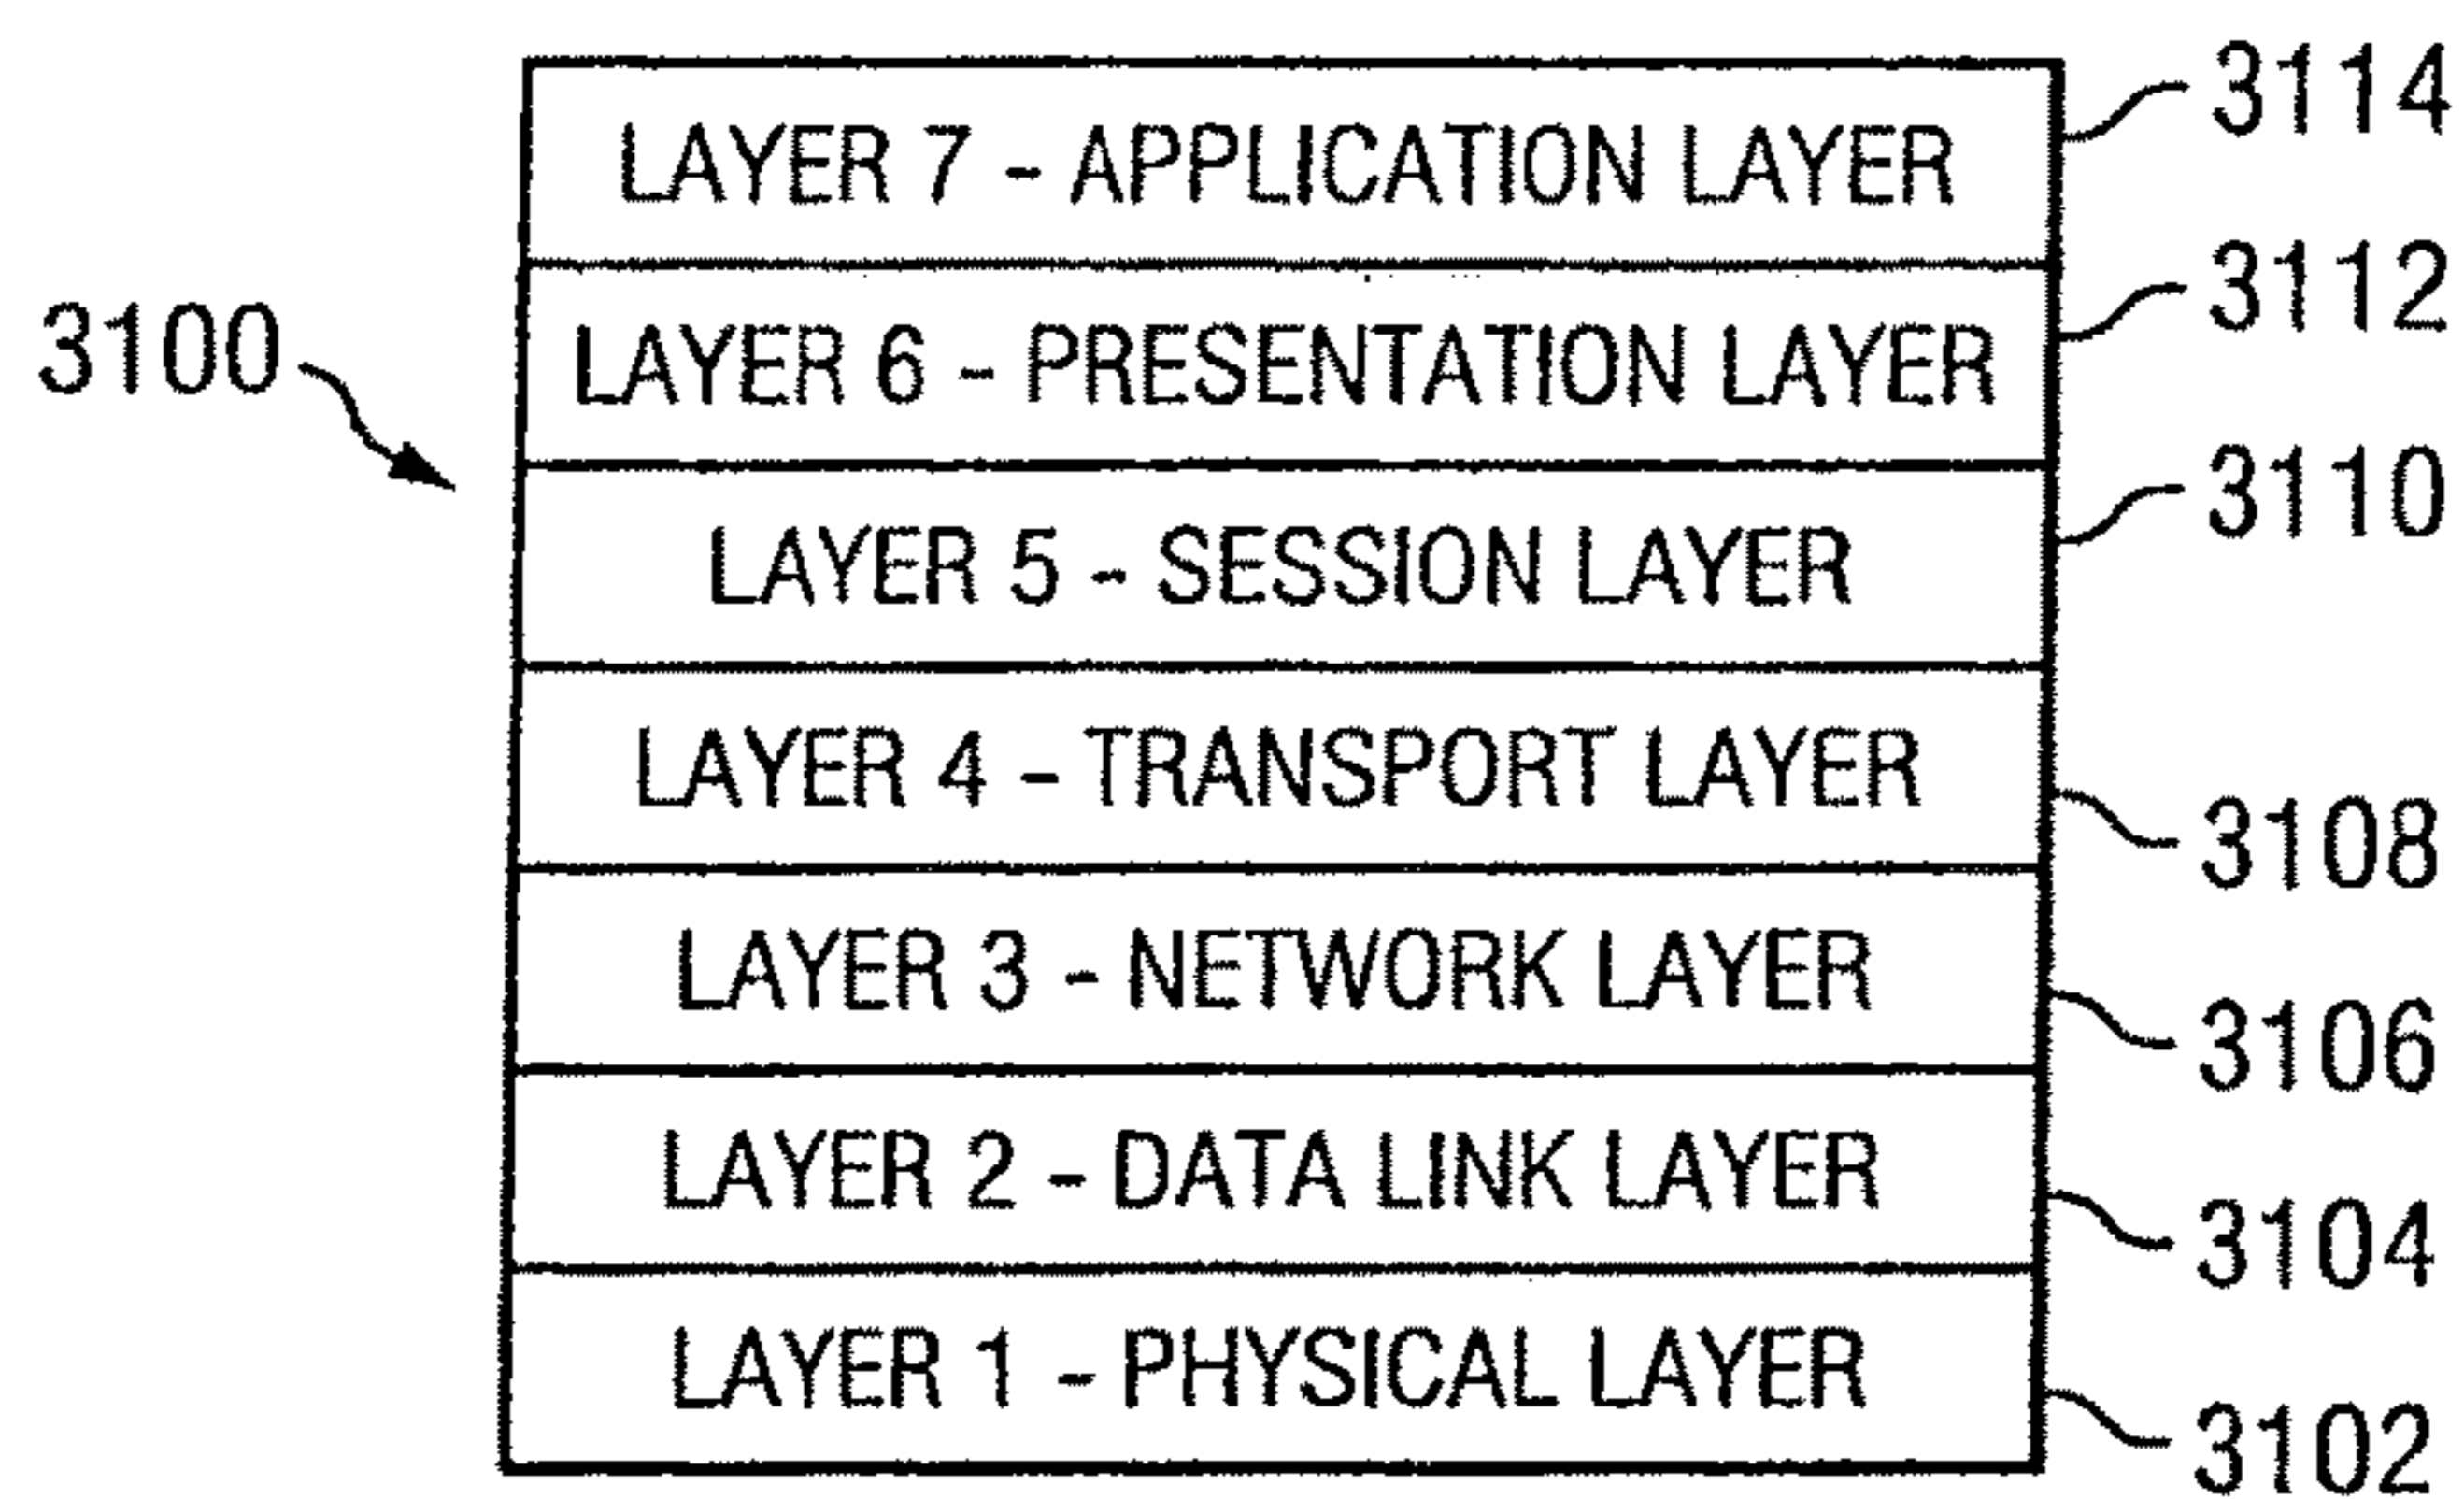 LAYER 7 - APPLICATION LAYER 3114
LAYER 6 - PRESENTATION LAYER 3112
3100
LAYER 5 - SESSION LAYER 3110
LAYER 4 - TRANSPORT LAYER 3108
LAYER 3 - NETWORK LAYER 3106
LAYER 2 - DATA LINK LAYER 3104
LAYER 1 - PHYSICAL LAYER 3102